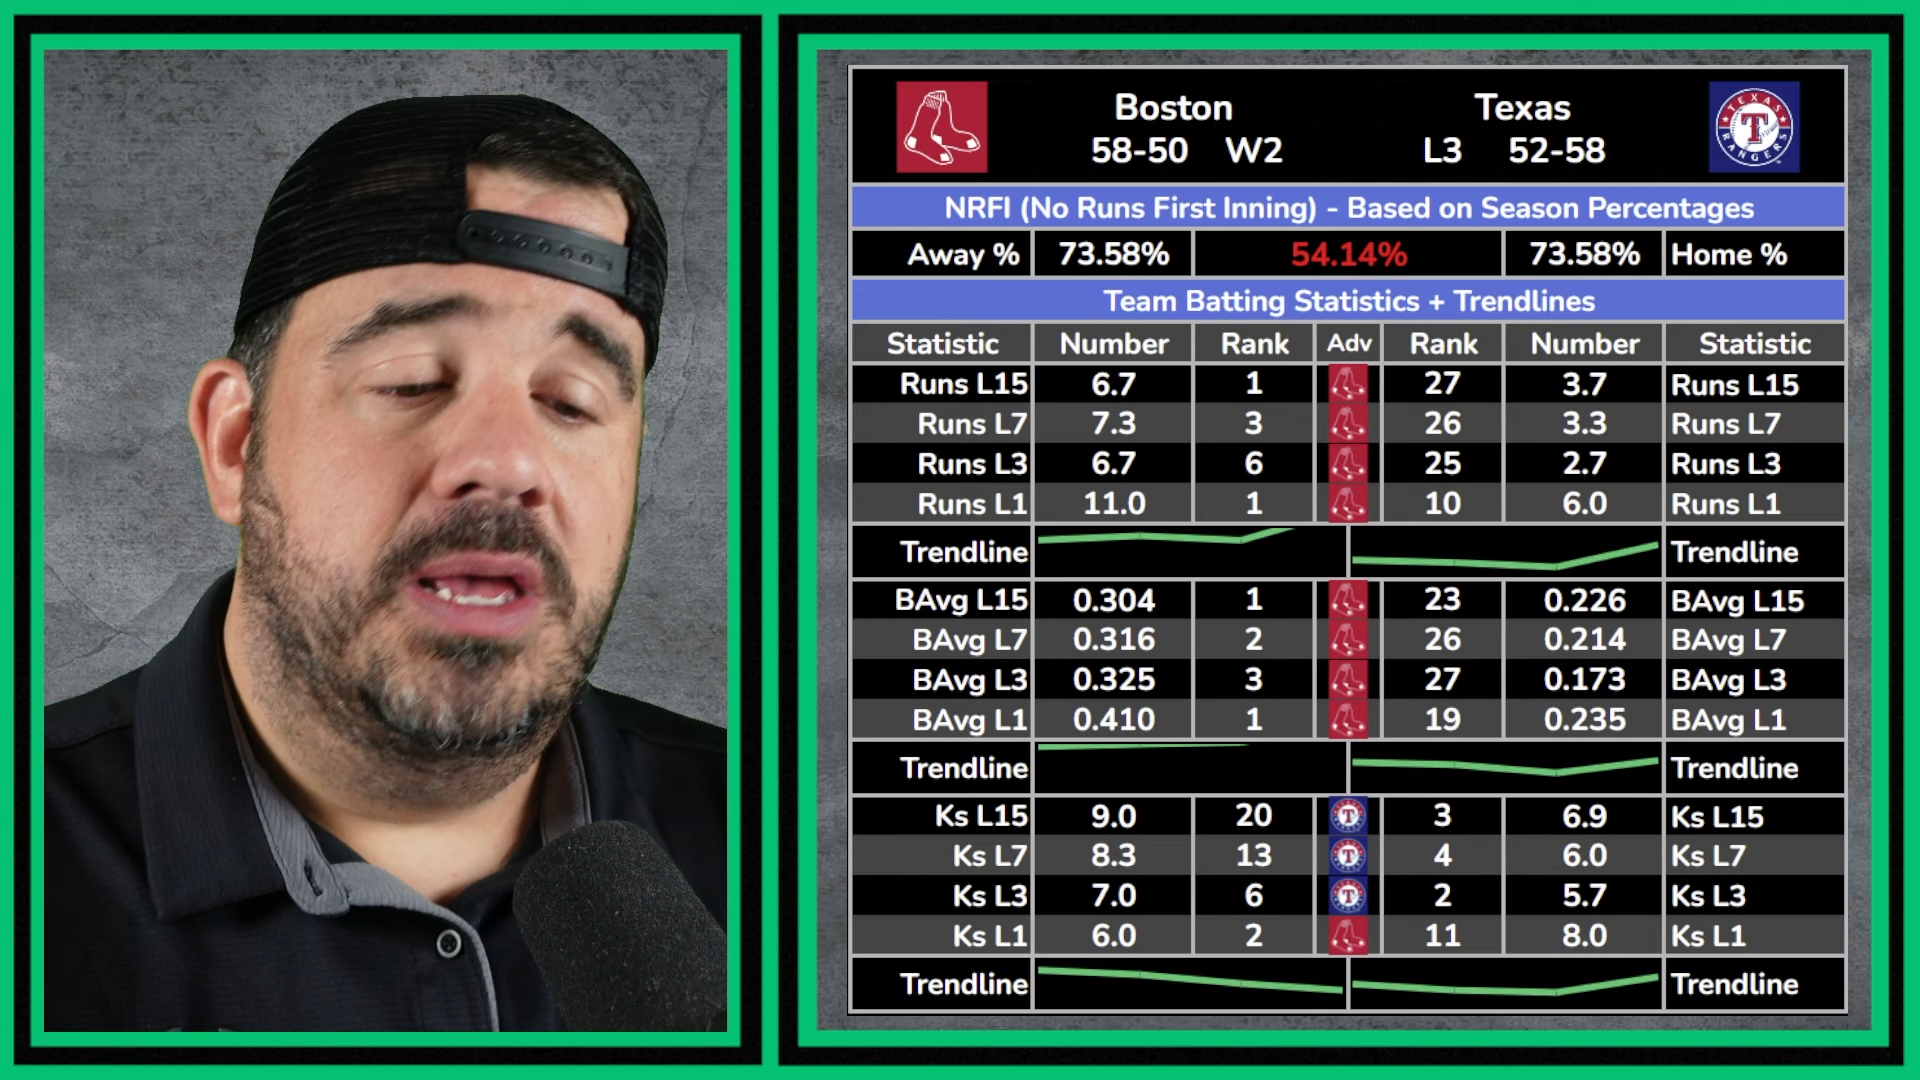 Boston Texas
58-50 W2 L3 52-58
NRFI (No Runs First Inning) - Based on Season Percentages
Away % 73.58% 54.14% 73.58% Home %
Team Batting Statistics + Trendlines
Statistic Number Rank Adv Rank Number Statistic
Runs L15 6.7 1 27 3.7 Runs L15
Runs L7 7.3 3 26 3.3 Runs L7
Runs L3 6.7 6 25 2.7 Runs L3
Runs L1 11.0 1 10 6.0 Runs L1
Trendline Trendline
BAvg L15 0.304 1 23 0.226 BAvg L15
BAvg L7 0.316 2 26 0.214 BAvg L7
BAvg L3 0.325 3 27 0.173 BAvg L3
BAvg L1 0.410 1 19 0.235 BAvg L1
Trendline Trendline
Ks L15 9.0 20 3 6.9 Ks L15
Ks L7 8.3 13 4 6.0 Ks L7
Ks L3 7.0 6 2 5.7 Ks L3
Ks L1 6.0 2 11 8.0 Ks L1
Trendline Trendline
TEXAS
T
RANGERS